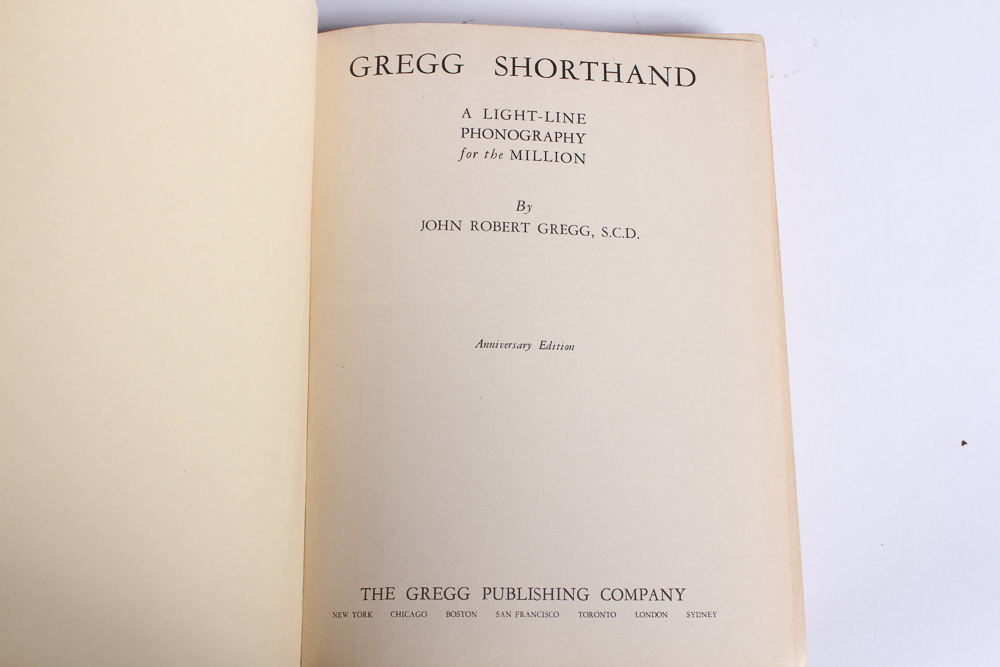 GREGG SHORTHAND
A LIGHT-LINE
PHONOGRAPHY
for the MILLION
By
JOHN ROBERT GREGG, S.C.D.
Anniversary Edition
THE GREGG PUBLISHING COMPANY
NEW YORK CHICAGO BOSTON SAN FRANCISCO TORONTO LONDON SYDNEY